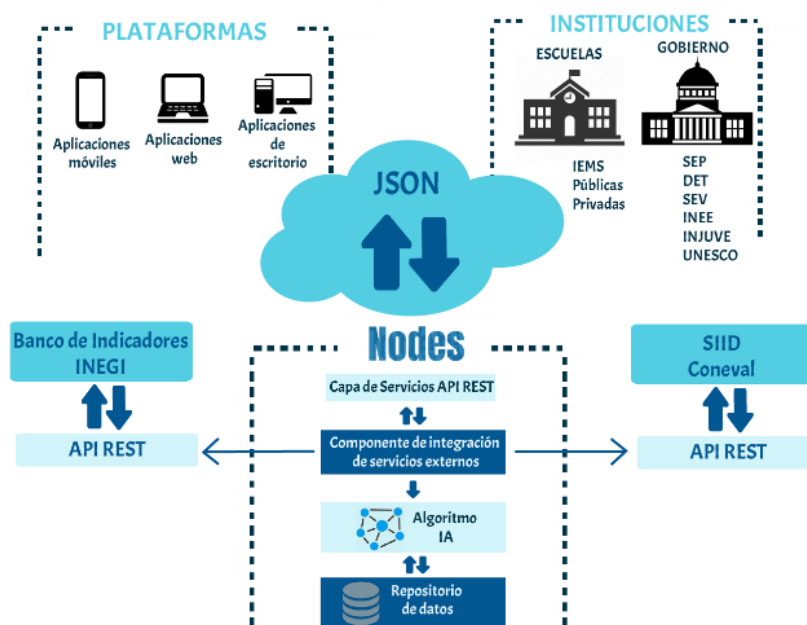 PLATAFORMAS
Aplicaciones
móviles
Aplicaciones
web
Aplicaciones
de
escritorio
INSTITUCIONES
ESCUELAS
GOBIERNO
IEMS
Públicas
Privadas
SEP
DET
SEV
INEE
INJUVE
UNESCO
JSON
Nodes
Banco de Indicadores
INEGI
API REST
Capa de Servicios API REST
Componente de integración
de servicios externos
Algoritmo
IA
Repositorio
de datos
SIID
Coneval
API REST